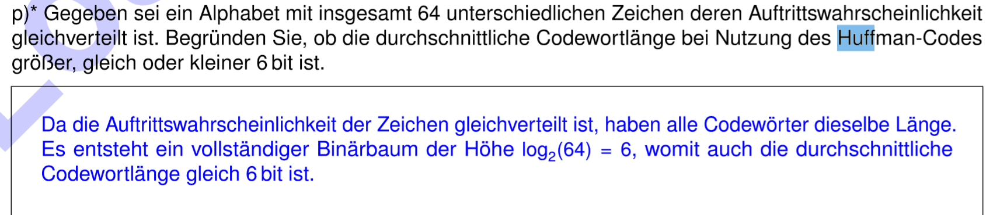 p)* Gegeben sei ein Alphabet mit insgesamt 64 unterschiedlichen Zeichen deren Auftrittswahrscheinlichkeit
gleichverteilt ist. Begründen Sie, ob die durchschnittliche Codewortlänge bei Nutzung des Huffman-Codes
größer, gleich oder kleiner 6 bit ist.
Da die Auftrittswahrscheinlichkeit der Zeichen gleichverteilt ist, haben alle Codewörter dieselbe Länge.
Es entsteht ein vollständiger Binärbaum der Höhe log₂(64) = 6, womit auch die durchschnittliche
Codewortlänge gleich 6 bit ist.